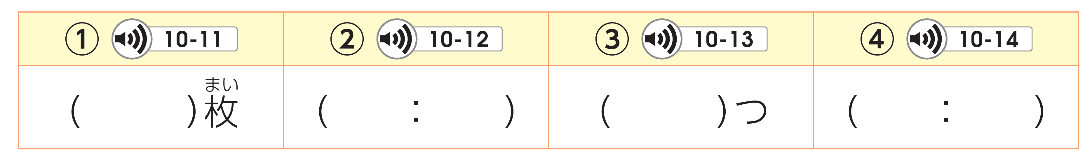 ① 10-11 ② 10-12 ③ 10-13 ④ 10-14
まい
( )枚 ( : ) ( )つ ( : )